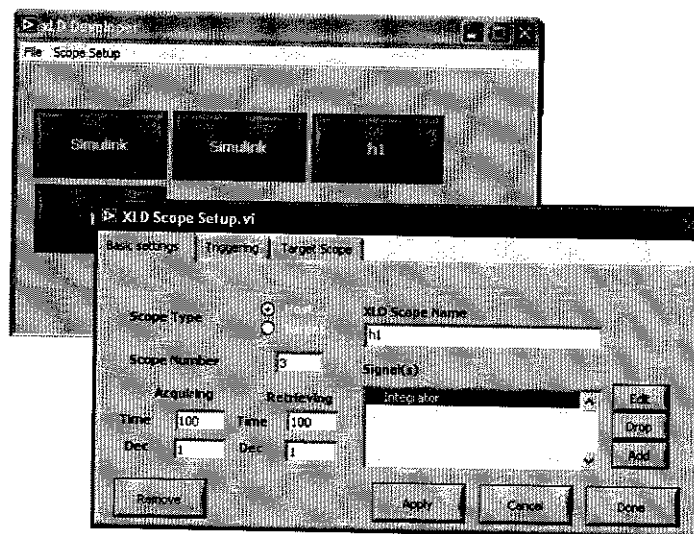 xLD Developer
File Scope Setup
Simulink Simulink h1
XLD Scope Setup.vi
Basic settings Triggering Target Scope
Scope Type
XLD Scope Name
h1
Scope Number 3
Signal(s)
Integrator
Acquiring Retrieving
Time 100 Time 100
Dec 1 Dec 1
Edit
Drop
Add
Remove Apply Cancel Done